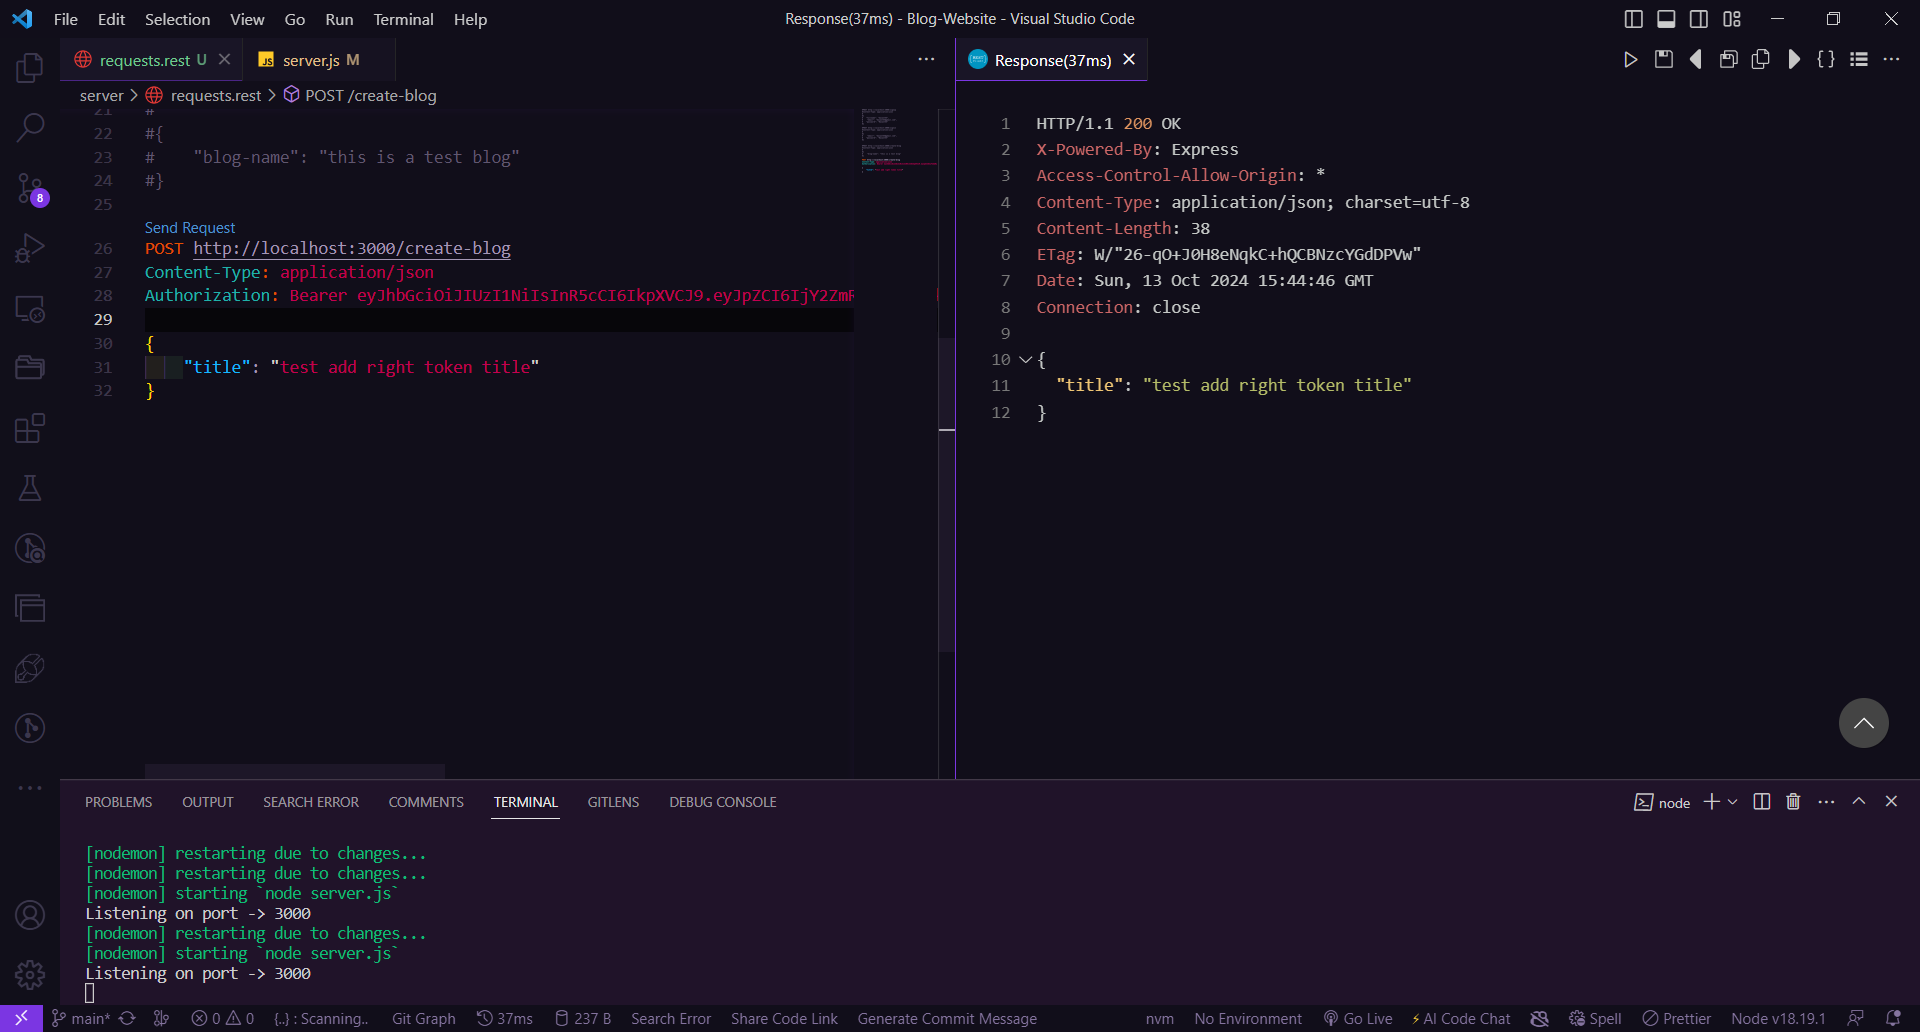 File Edit Selection View Go Run Terminal Help
Response(37ms) - Blog-Website - Visual Studio Code
requests.rest U
JS server.js M
server > requests.rest > POST /create-blog
21 #
22 #{
23 #    "blog-name": "this is a test blog"
24 #}
25
Send Request
26 POST http://localhost:3000/create-blog
27 Content-Type: application/json
28 Authorization: Bearer eyJhbGciOiJIUzI1NiIsInR5cCI6IkpXVCJ9.eyJpZCI6IjY2ZmR
29
30 {
31     "title": "test add right token title"
32 }
Response(37ms)
1 HTTP/1.1 200 OK
2 X-Powered-By: Express
3 Access-Control-Allow-Origin: *
4 Content-Type: application/json; charset=utf-8
5 Content-Length: 38
6 ETag: W/"26-qO+J0H8eNqkC+hQCBNzcYGdDPVw"
7 Date: Sun, 13 Oct 2024 15:44:46 GMT
8 Connection: close
9
10 {
11   "title": "test add right token title"
12 }
8
PROBLEMS OUTPUT SEARCH ERROR COMMENTS TERMINAL GITLENS DEBUG CONSOLE
node
[nodemon] restarting due to changes...
[nodemon] restarting due to changes...
[nodemon] starting `node server.js`
Listening on port -> 3000
[nodemon] restarting due to changes...
[nodemon] starting `node server.js`
Listening on port -> 3000
main* 0 0 {..} : Scanning.. Git Graph 37ms 237 B Search Error Share Code Link Generate Commit Message nvm No Environment Go Live AI Code Chat Spell Prettier Node v18.19.1